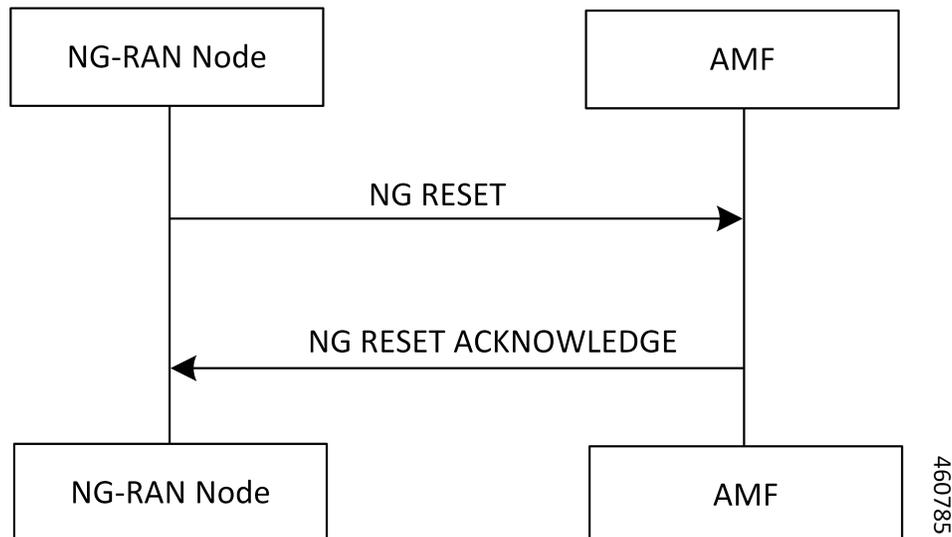 NG-RAN Node
AMF
NG RESET
NG RESET ACKNOWLEDGE
NG-RAN Node
AMF
460785